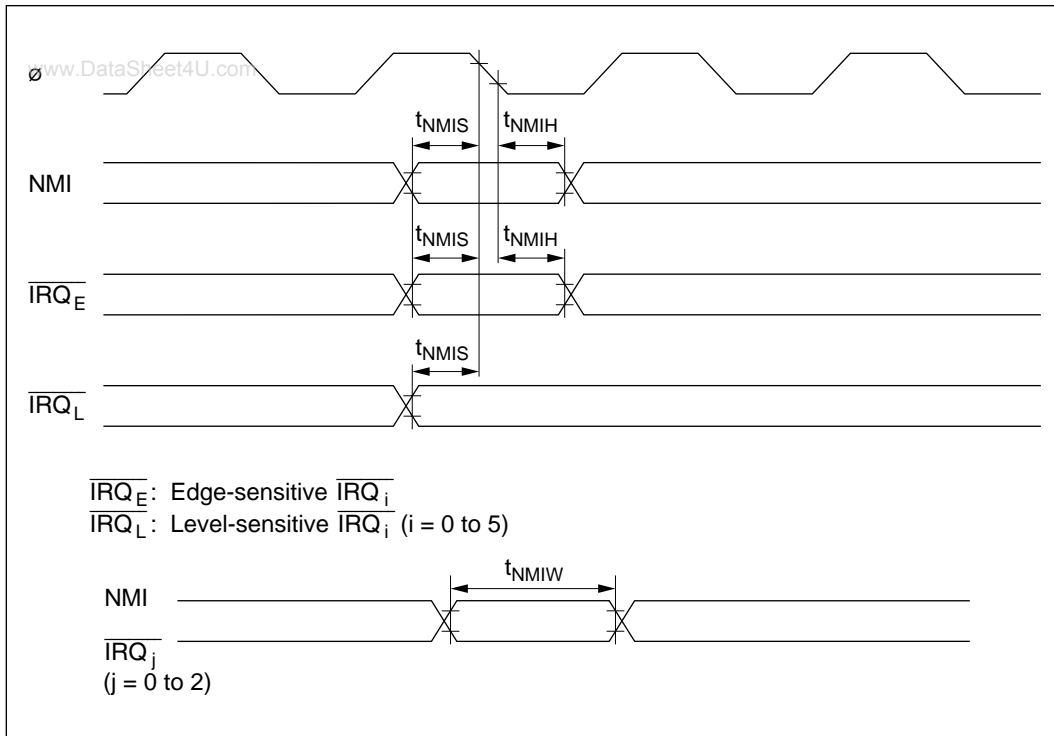 ø
www.DataSheet4U.com
tNMIS tNMIH
NMI
tNMIS tNMIH
IRQE
tNMIS
IRQL
IRQE: Edge-sensitive IRQi
IRQL: Level-sensitive IRQi (i = 0 to 5)
tNMIW
NMI
IRQj
(j = 0 to 2)